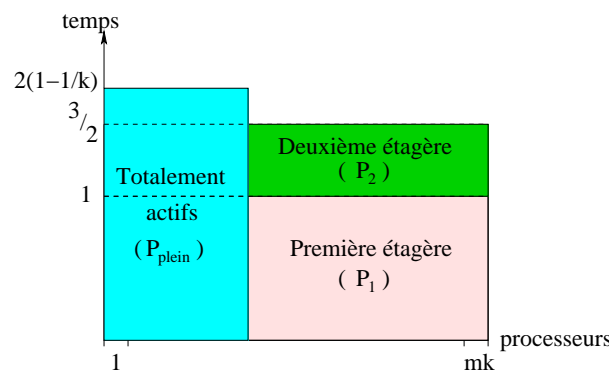 temps
2(1−1/k)
3/2
1
Totalement
actifs
( P_plein )
Deuxième étagère
( P_2 )
Première étagère
( P_1 )
processeurs
1
mk